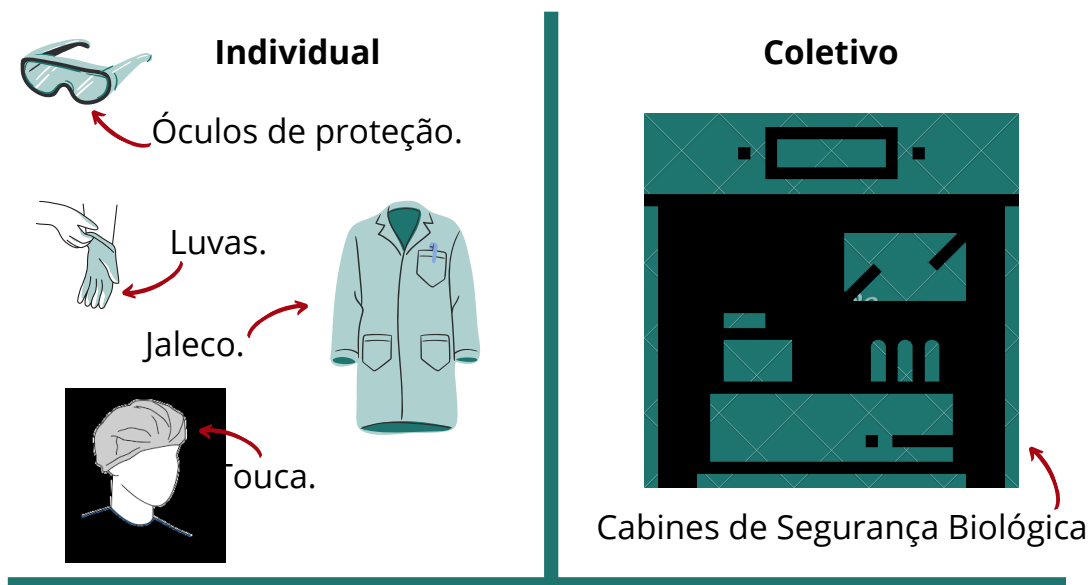 Individual
Óculos de proteção.
Luvas.
Jaleco.
Touca.
Coletivo
Cabines de Segurança Biológica